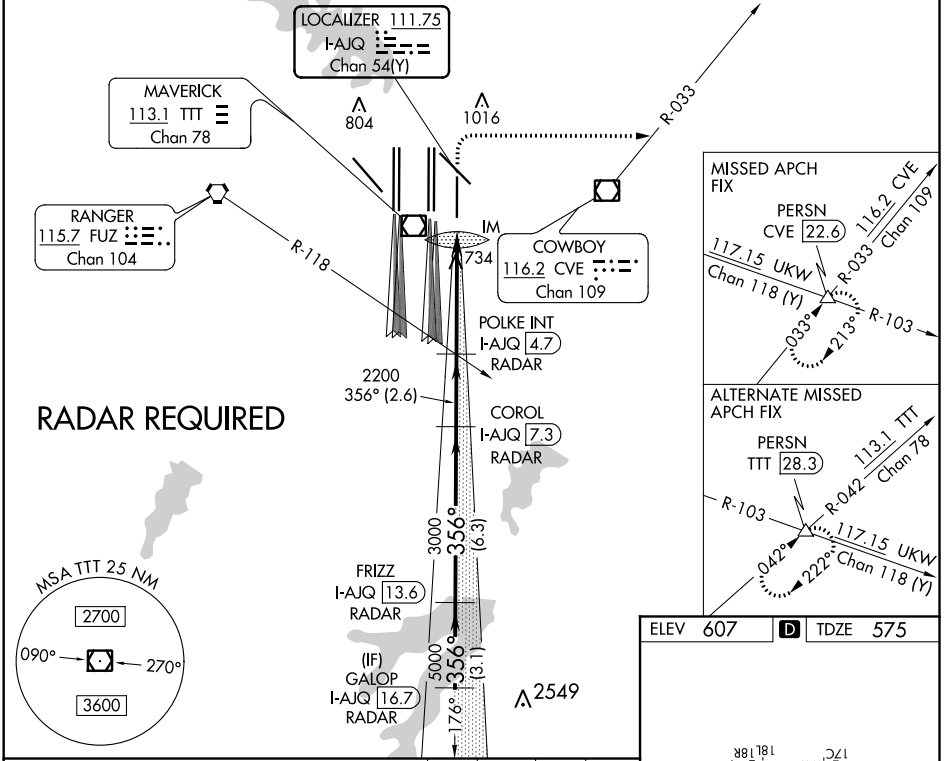 LOCALIZER 111.75
I-AJQ
Chan 54(Y)
MAVERICK
113.1 TTT
Chan 78
804
1016
R-033
RANGER
115.7 FUZ
Chan 104
R-118
IM
734
COWBOY
116.2 CVE
Chan 109
POLKE INT
I-AJQ 4.7
RADAR
2200
356° (2.6)
COROL
I-AJQ 7.3
RADAR
RADAR REQUIRED
3000
356°
(6.3)
FRIZZ
I-AJQ 13.6
RADAR
5000
356°
(3.1)
(IF)
GALOP
I-AJQ 16.7
RADAR
176°
2549
MSA TTT 25 NM
2700
090°
270°
3600
MISSED APCH
FIX
PERSN
CVE 22.6
116.2 CVE
Chan 109
R-033
117.15 UKW
Chan 118 (Y)
R-103
033°
213°
ALTERNATE MISSED
APCH FIX
PERSN
TTT 28.3
113.1 TTT
Chan 78
R-042
R-103
117.15 UKW
Chan 118 (Y)
042°
222°
ELEV 607 D TDZE 575
18R
18L
17C